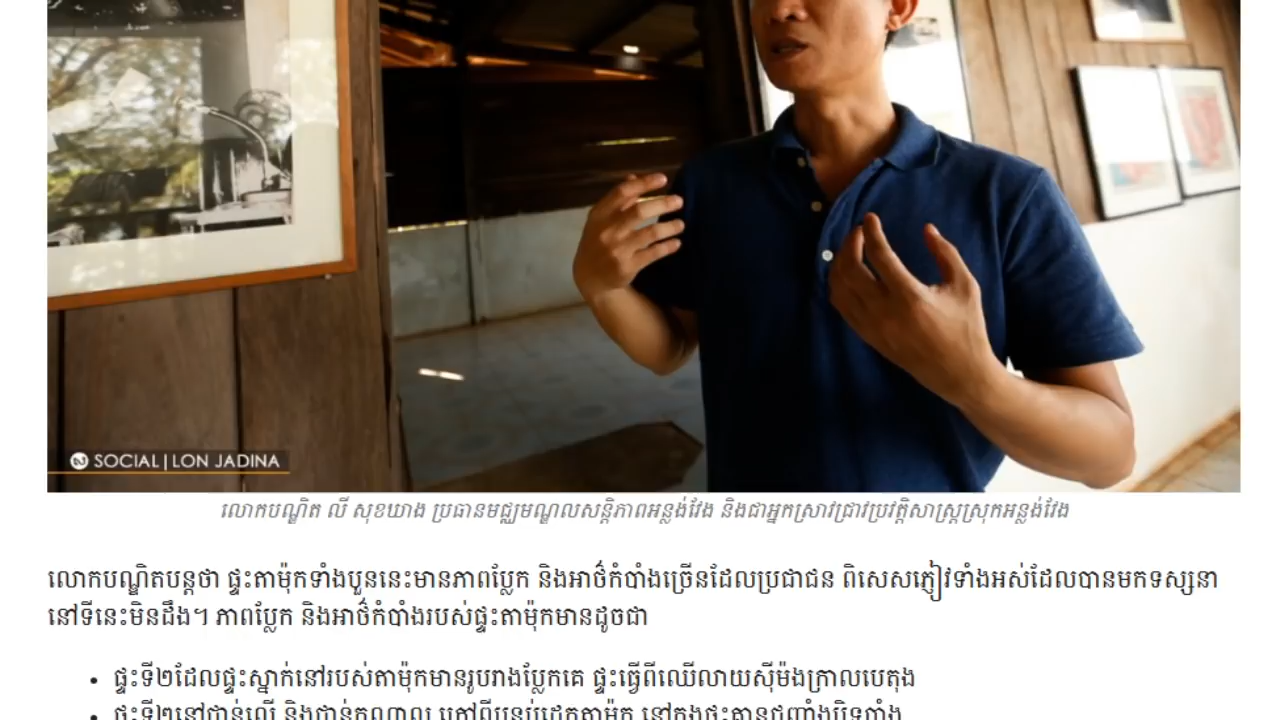 SOCIAL | LON JADINA
លោកបណ្ឌិត លី សុខឃាង ប្រធានមជ្ឈមណ្ឌលសន្តិភាពអន្លង់វែង និងជាអ្នកស្រាវជ្រាវប្រវត្តិសាស្ត្រស្រុកអន្លង់វែង
លោកបណ្ឌិតបន្តថា ផ្ទះតាម៉ុកទាំងបួននេះមានភាពប្លែក និងអាថ៌កំបាំងច្រើនដែលប្រជាជន ពិសេសភ្ញៀវទាំងអស់ដែលបានមកទស្សនា
នៅទីនេះមិនដឹង។ ភាពប្លែក និងអាថ៌កំបាំងរបស់ផ្ទះតាម៉ុកមានដូចជា
• ផ្ទះទី២ដែលផ្ទះស្នាក់នៅរបស់តាម៉ុកមានរូបរាងប្លែកគេ ផ្ទះធ្វើពីឈើលាយស៊ីម៉ងក្រាលបេតុង